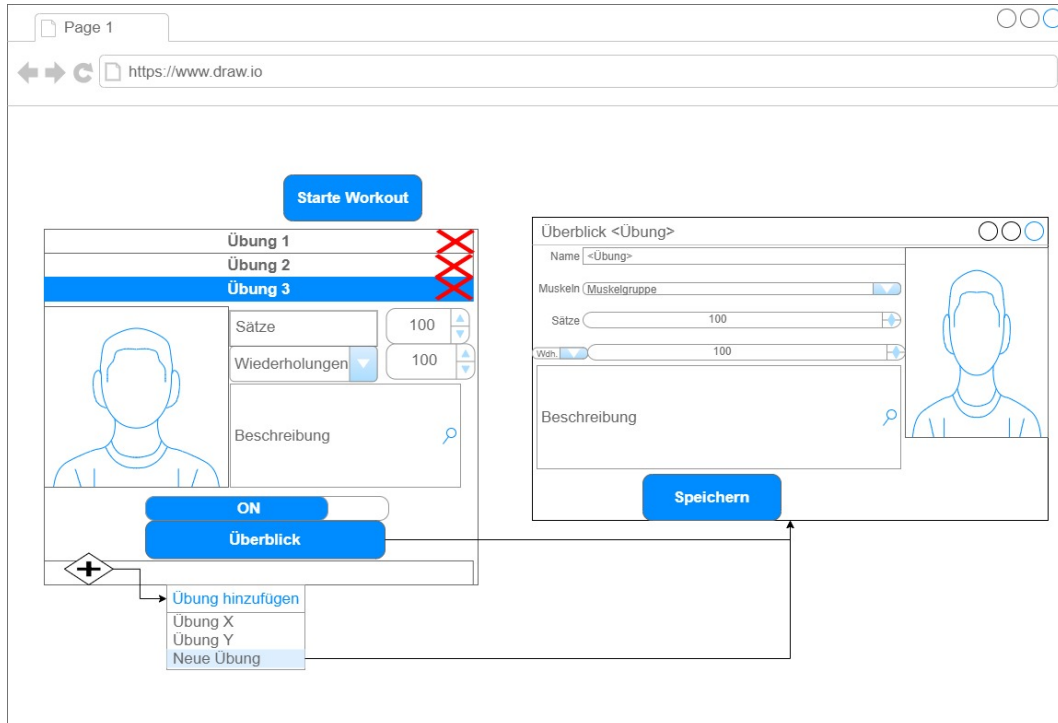 Page 1
https://www.draw.io
Starte Workout
Übung 1
Übung 2
Übung 3
Sätze
100
Wiederholungen
100
Beschreibung
ON
Überblick
Übung hinzufügen
Übung X
Übung Y
Neue Übung
Überblick <Übung>
Name <Übung>
Muskeln Muskelgruppe
Sätze 100
Wdh. 100
Beschreibung
Speichern